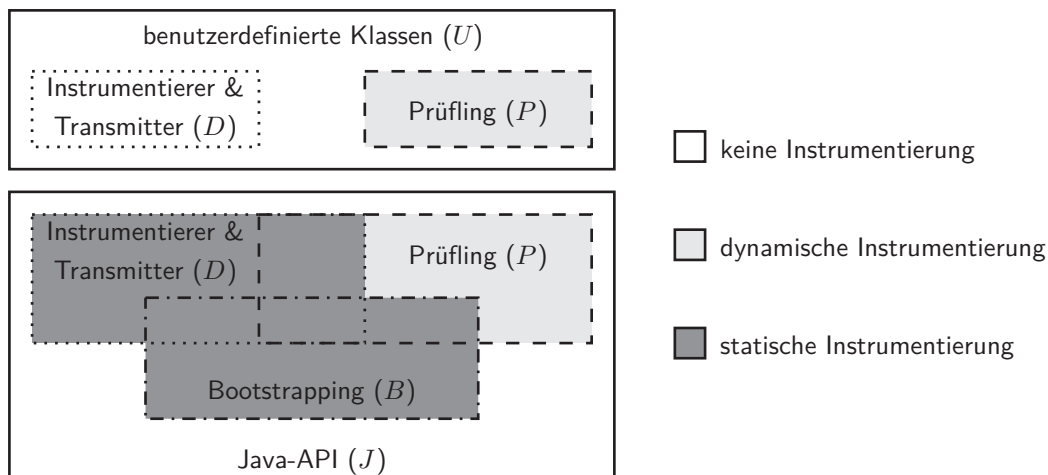 benutzerdefinierte Klassen (U)
Instrumentierer &
Transmitter (D)
Prüfling (P)
Instrumentierer &
Transmitter (D)
Prüfling (P)
Bootstrapping (B)
Java-API (J)
keine Instrumentierung
dynamische Instrumentierung
statische Instrumentierung